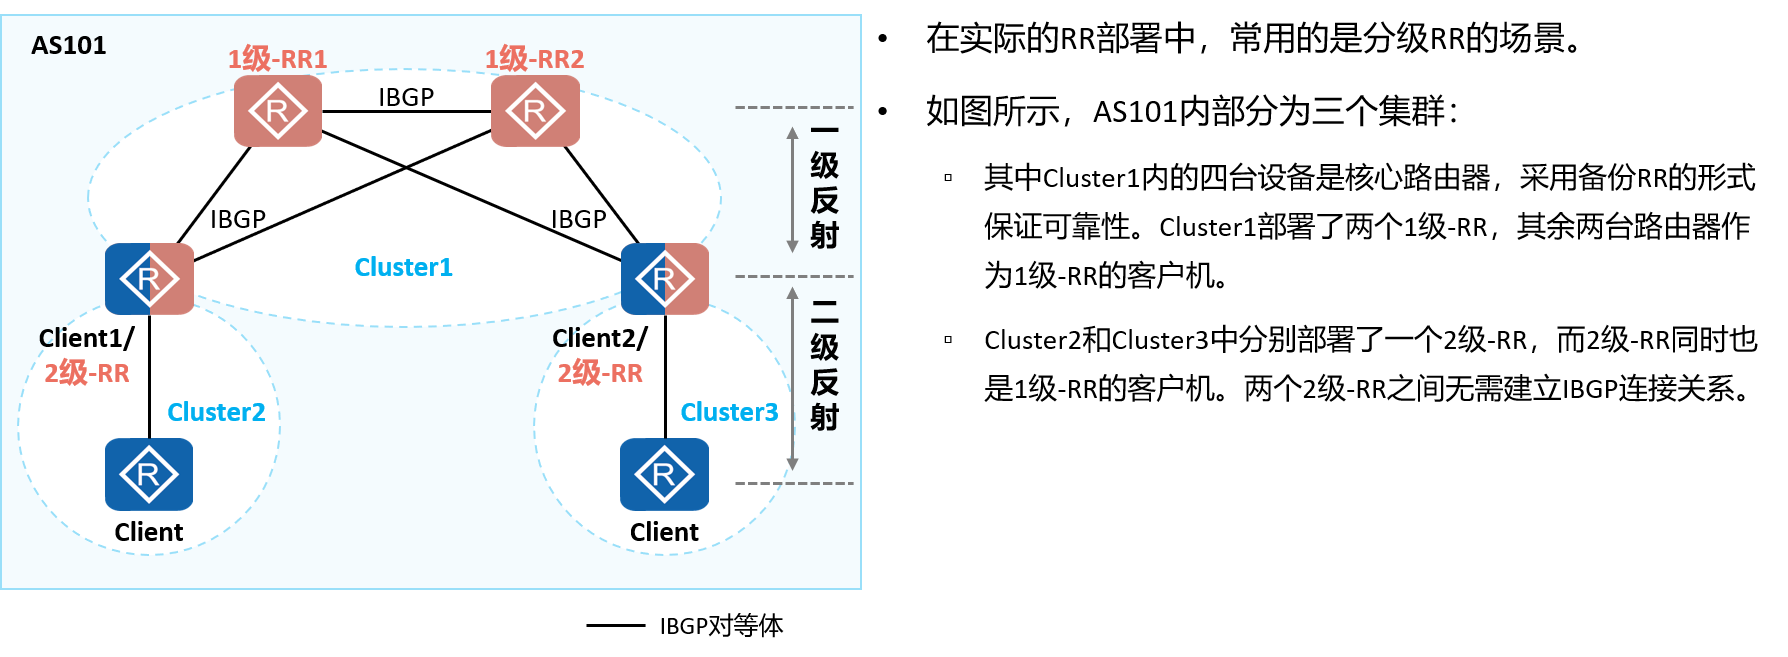 AS101
1级-RR1
1级-RR2
IBGP
R
R
IBGP
IBGP
Cluster1
R
R
Client1/
2级-RR
Client2/
2级-RR
Cluster2
Cluster3
R
R
Client
Client
一级反射
二级反射
IBGP对等体
• 在实际的RR部署中，常用的是分级RR的场景。
• 如图所示，AS101内部分为三个集群：
▫ 其中Cluster1内的四台设备是核心路由器，采用备份RR的形式
保证可靠性。Cluster1部署了两个1级-RR，其余两台路由器作
为1级-RR的客户机。
▫ Cluster2和Cluster3中分别部署了一个2级-RR，而2级-RR同时也
是1级-RR的客户机。两个2级-RR之间无需建立IBGP连接关系。